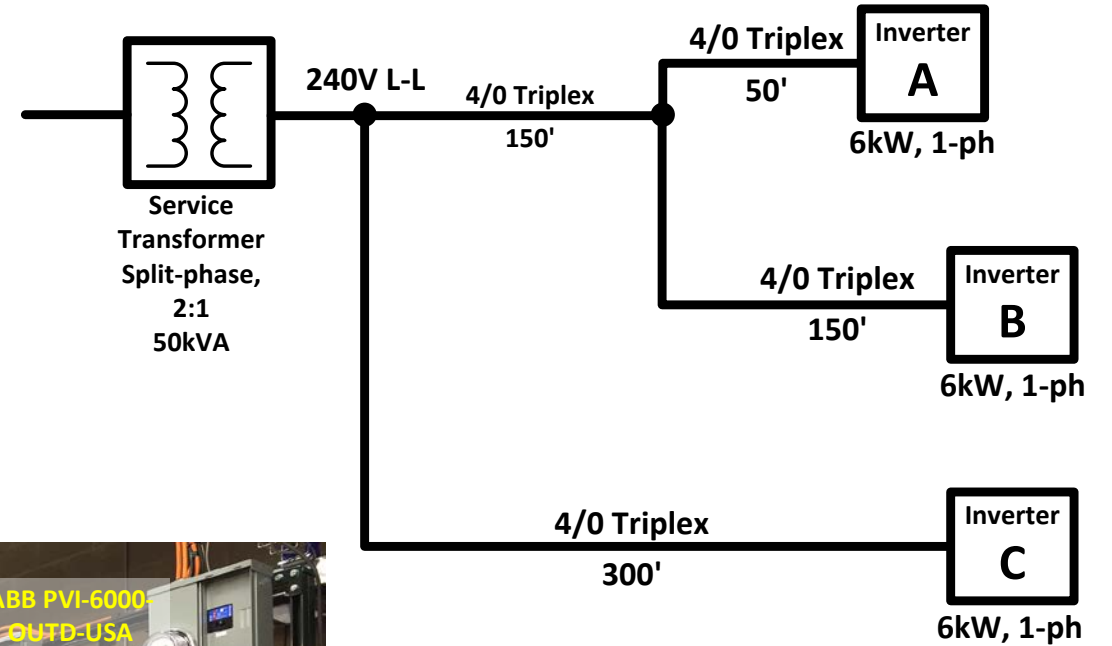 4/0 Triplex
50'
Inverter
A
6kW, 1-ph
240V L-L
4/0 Triplex
150'
Service
Transformer
Split-phase,
2:1
50kVA
4/0 Triplex
150'
Inverter
B
6kW, 1-ph
4/0 Triplex
300'
Inverter
C
6kW, 1-ph
ABB PVI-6000-
OUTD-USA